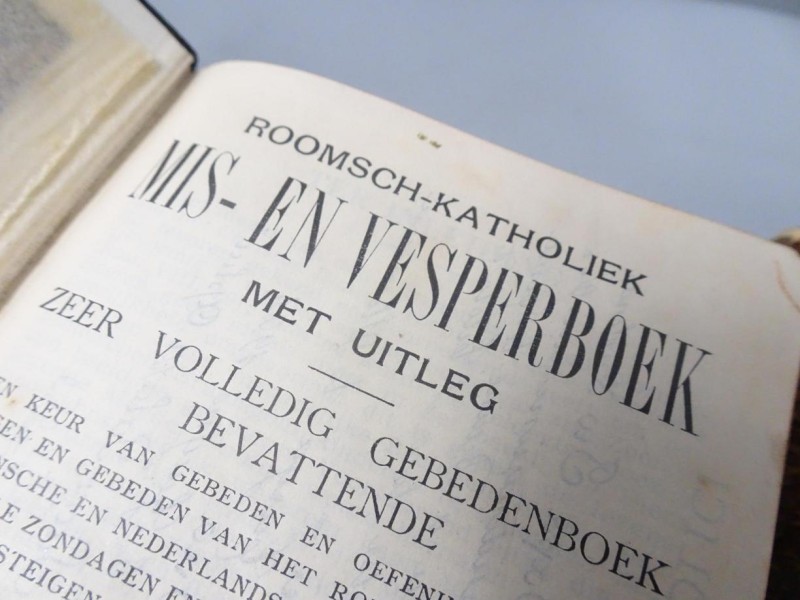 ROOMSCH-KATHOLIEK
MIS- EN VESPERBOEK
MET UITLEG
ZEER VOLLEDIG GEBEDENBOEK
BEVATTENDE
KEUR VAN GEBEDEN EN
EN GEBEDEN VAN HET
EN
ZONDAGEN EN